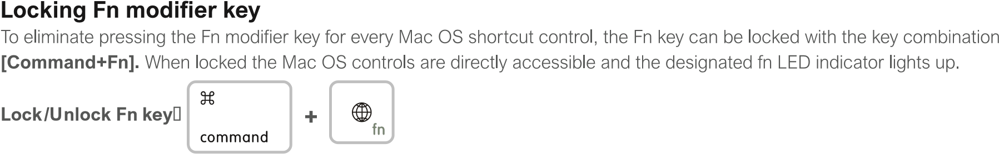 Locking Fn modifier key
To eliminate pressing the Fn modifier key for every Mac OS shortcut control, the Fn key can be locked with the key combination
[Command+Fn]. When locked the Mac OS controls are directly accessible and the designated fn LED indicator lights up.
Lock/Unlock Fn key▯ ⌘ command + fn